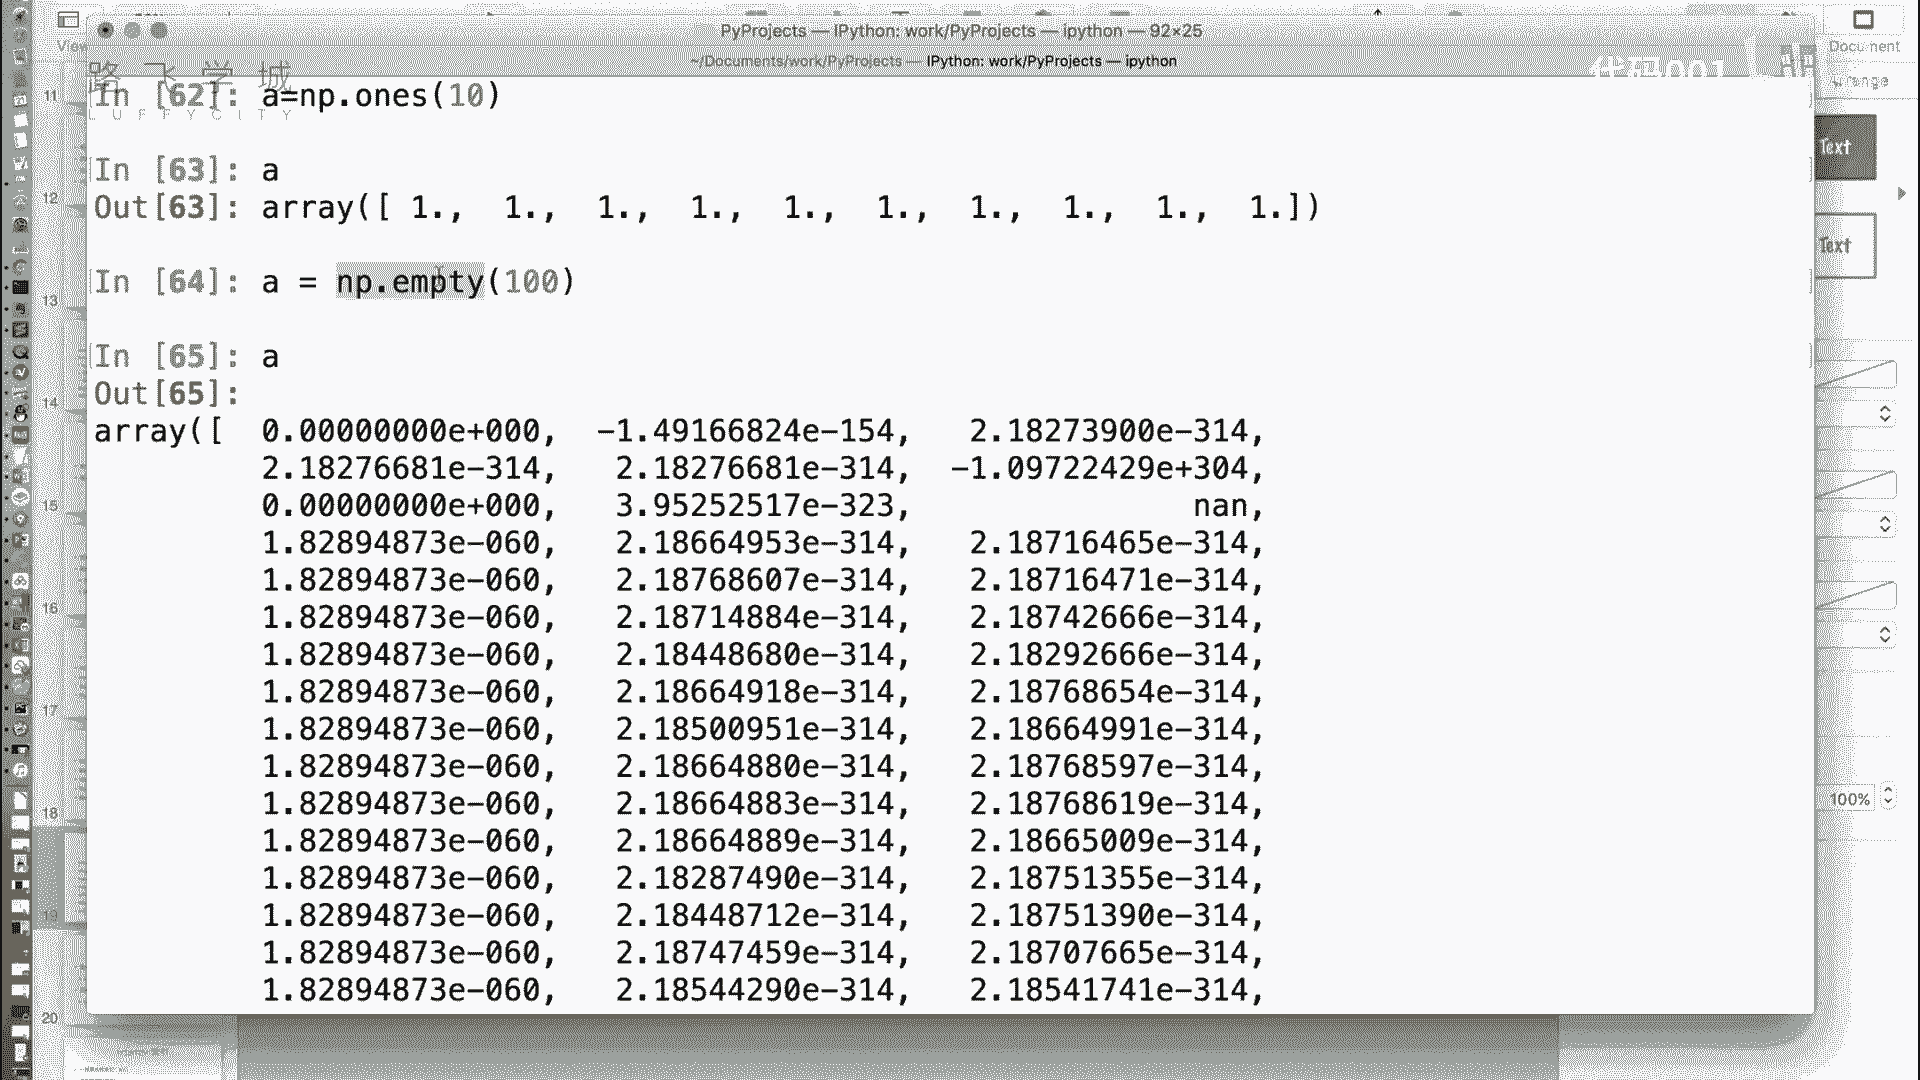 View
PyProjects — IPython: work/PyProjects — ipython — 92×25
Document
~/Documents/work/PyProjects — IPython: work/PyProjects — ipython
路飞学城
代码001
Arrange
LUFFYCITY
In [62]: a=np.ones(10)
In [63]: a
Out[63]: array([ 1.,  1.,  1.,  1.,  1.,  1.,  1.,  1.,  1.,  1.])
In [64]: a = np.empty(100)
In [65]: a
Out[65]:
array([  0.00000000e+000,  -1.49166824e-154,   2.18273900e-314,
2.18276681e-314,   2.18276681e-314,  -1.09722429e+304,
0.00000000e+000,   3.95252517e-323,               nan,
1.82894873e-060,   2.18664953e-314,   2.18716465e-314,
1.82894873e-060,   2.18768607e-314,   2.18716471e-314,
1.82894873e-060,   2.18714884e-314,   2.18742666e-314,
1.82894873e-060,   2.18448680e-314,   2.18292666e-314,
1.82894873e-060,   2.18664918e-314,   2.18768654e-314,
1.82894873e-060,   2.18500951e-314,   2.18664991e-314,
1.82894873e-060,   2.18664880e-314,   2.18768597e-314,
1.82894873e-060,   2.18664883e-314,   2.18768619e-314,
1.82894873e-060,   2.18664889e-314,   2.18665009e-314,
1.82894873e-060,   2.18287490e-314,   2.18751355e-314,
1.82894873e-060,   2.18448712e-314,   2.18751390e-314,
1.82894873e-060,   2.18747459e-314,   2.18707665e-314,
1.82894873e-060,   2.18544290e-314,   2.18541741e-314,
11
12
13
14
15
16
17
18
19
20
Text
Text
100%